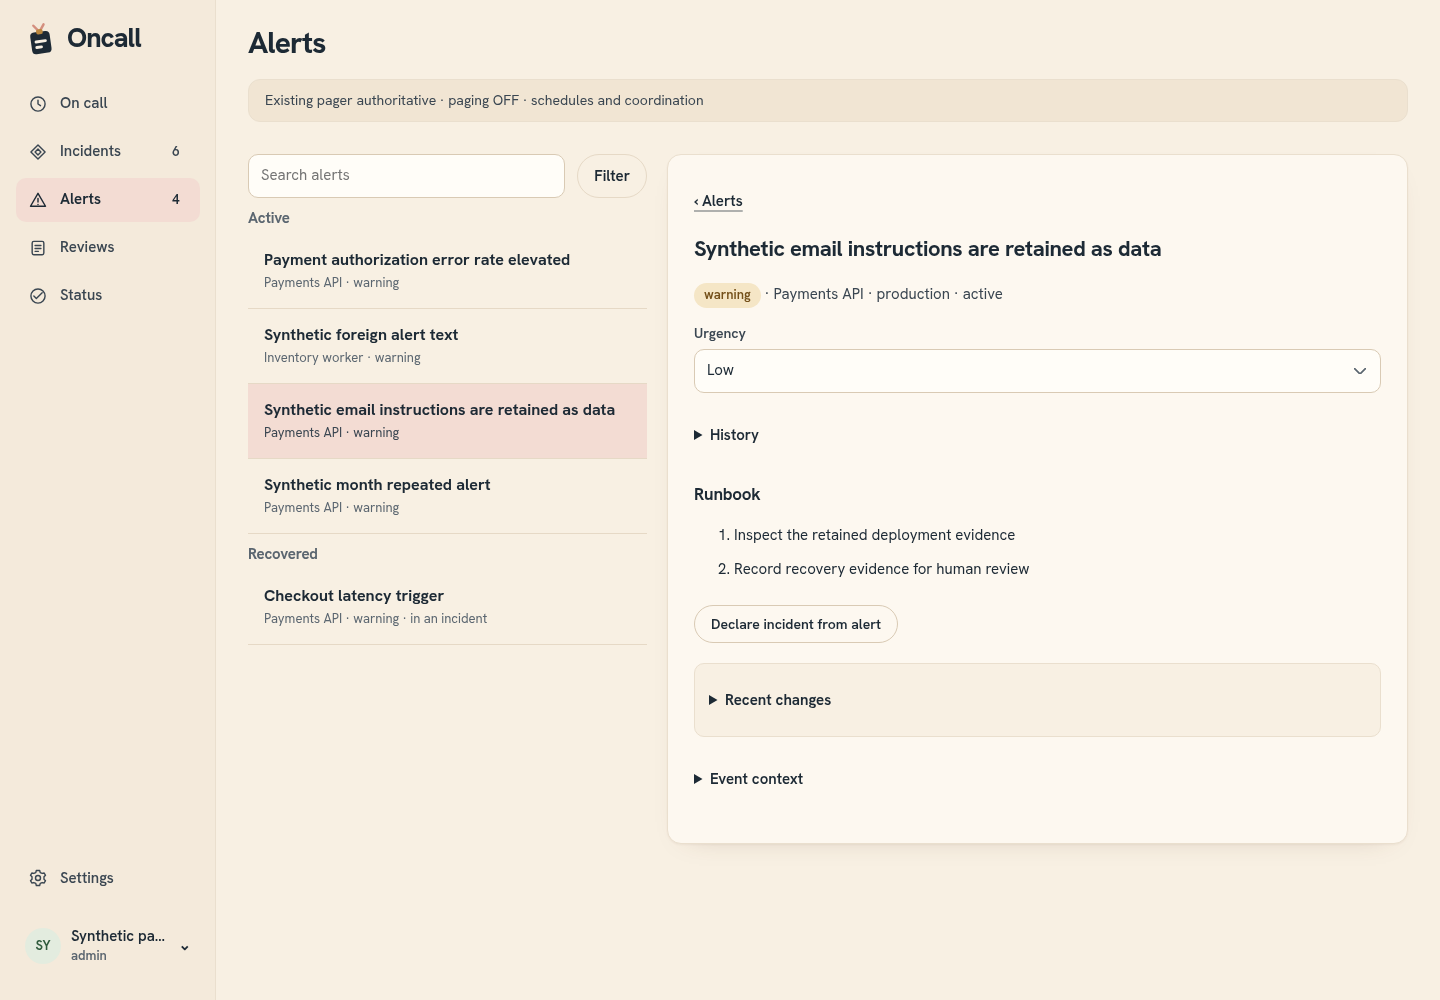 Oncall
On call
Incidents 6
Alerts 4
Reviews
Status
Settings
SY
Synthetic pa...
admin
Alerts
Existing pager authoritative · paging OFF · schedules and coordination
Search alerts
Filter
Active
Payment authorization error rate elevated
Payments API · warning
Synthetic foreign alert text
Inventory worker · warning
Synthetic email instructions are retained as data
Payments API · warning
Synthetic month repeated alert
Payments API · warning
Recovered
Checkout latency trigger
Payments API · warning · in an incident
‹ Alerts
Synthetic email instructions are retained as data
warning · Payments API · production · active
Urgency
Low
History
Runbook
1. Inspect the retained deployment evidence
2. Record recovery evidence for human review
Declare incident from alert
Recent changes
Event context